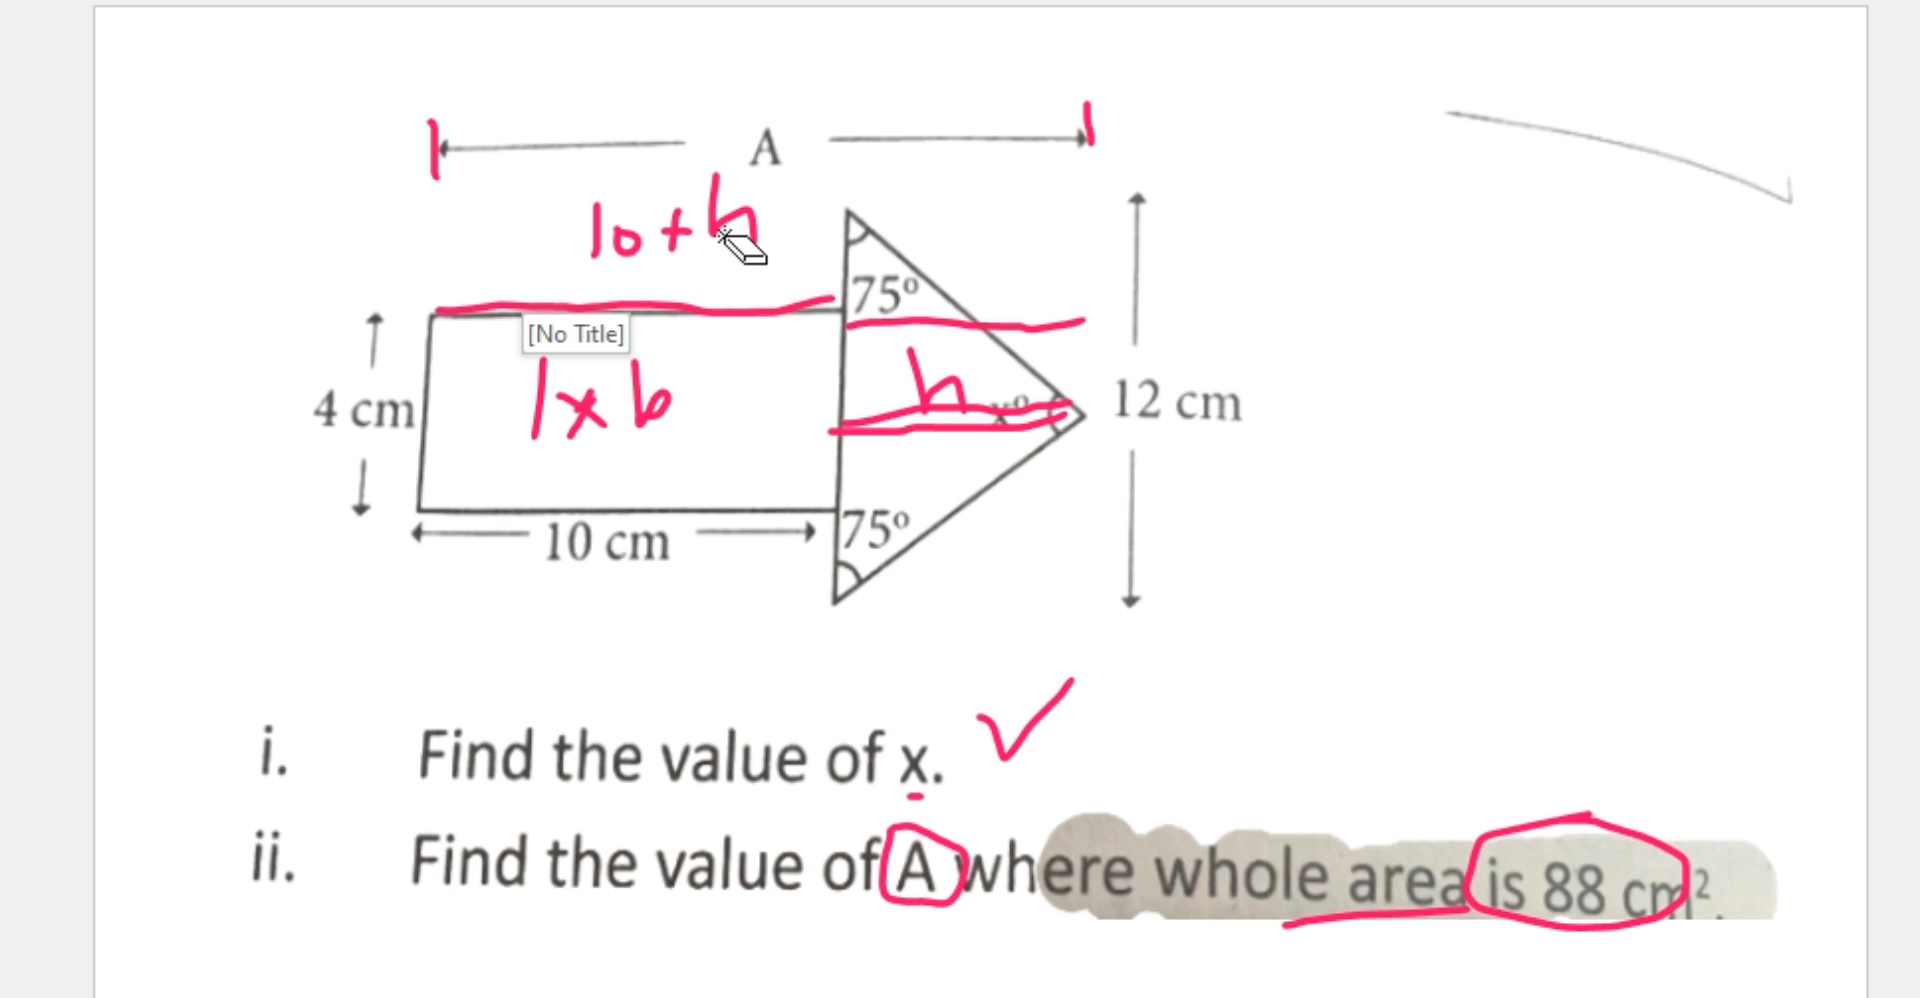 A
10 + h
75°
[No Title]
4 cm
l x b
h
x°
12 cm
75°
10 cm
i. Find the value of x.
ii. Find the value of A where whole area is 88 cm².